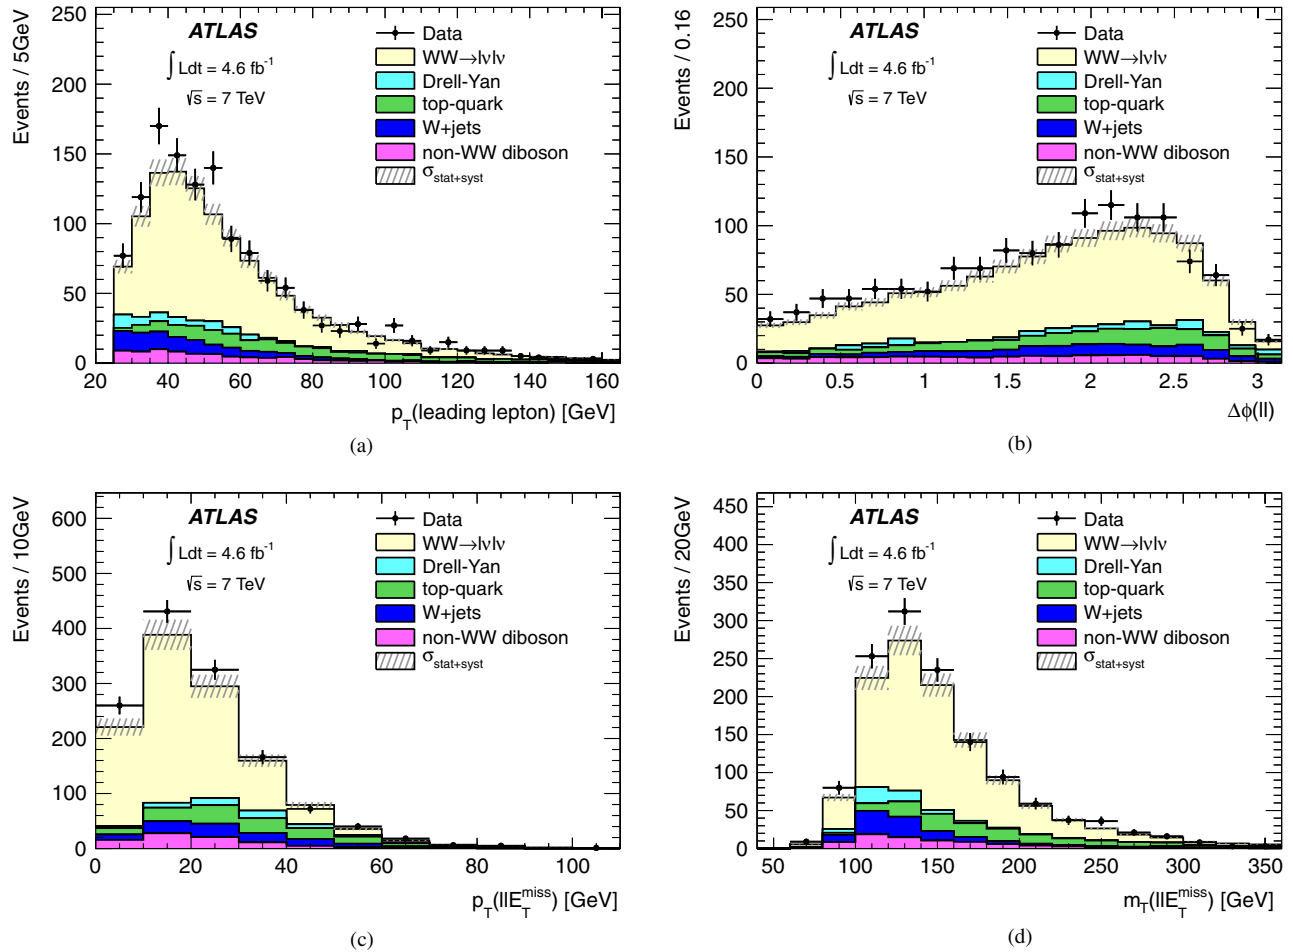 Events / 5GeV
250
200
150
100
50
0
ATLAS
∫ Ldt = 4.6 fb⁻¹
√s = 7 TeV
Data
WW→lνlν
Drell-Yan
top-quark
W+jets
non-WW diboson
σstat+syst
20 40 60 80 100 120 140 160
pT(leading lepton) [GeV]
(a)
Events / 0.16
250
200
150
100
50
0
ATLAS
∫ Ldt = 4.6 fb⁻¹
√s = 7 TeV
Data
WW→lνlν
Drell-Yan
top-quark
W+jets
non-WW diboson
σstat+syst
0 0.5 1 1.5 2 2.5 3
Δϕ(ll)
(b)
Events / 10GeV
600
500
400
300
200
100
0
ATLAS
∫ Ldt = 4.6 fb⁻¹
√s = 7 TeV
Data
WW→lνlν
Drell-Yan
top-quark
W+jets
non-WW diboson
σstat+syst
0 20 40 60 80 100
pT(llETmiss) [GeV]
(c)
Events / 20GeV
450
400
350
300
250
200
150
100
50
0
ATLAS
∫ Ldt = 4.6 fb⁻¹
√s = 7 TeV
Data
WW→lνlν
Drell-Yan
top-quark
W+jets
non-WW diboson
σstat+syst
50 100 150 200 250 300 350
mT(llETmiss) [GeV]
(d)